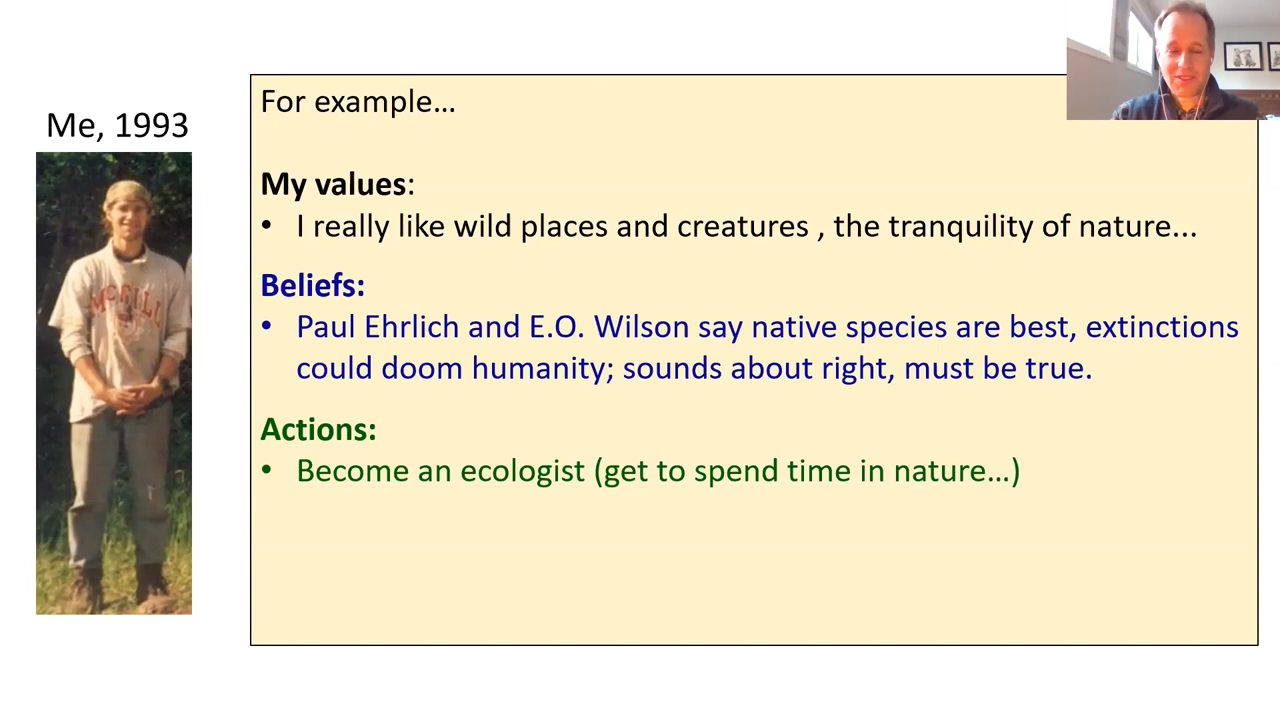 Me, 1993
McGILL
For example...
My values:
• I really like wild places and creatures , the tranquility of nature...
Beliefs:
• Paul Ehrlich and E.O. Wilson say native species are best, extinctions
could doom humanity; sounds about right, must be true.
Actions:
• Become an ecologist (get to spend time in nature...)